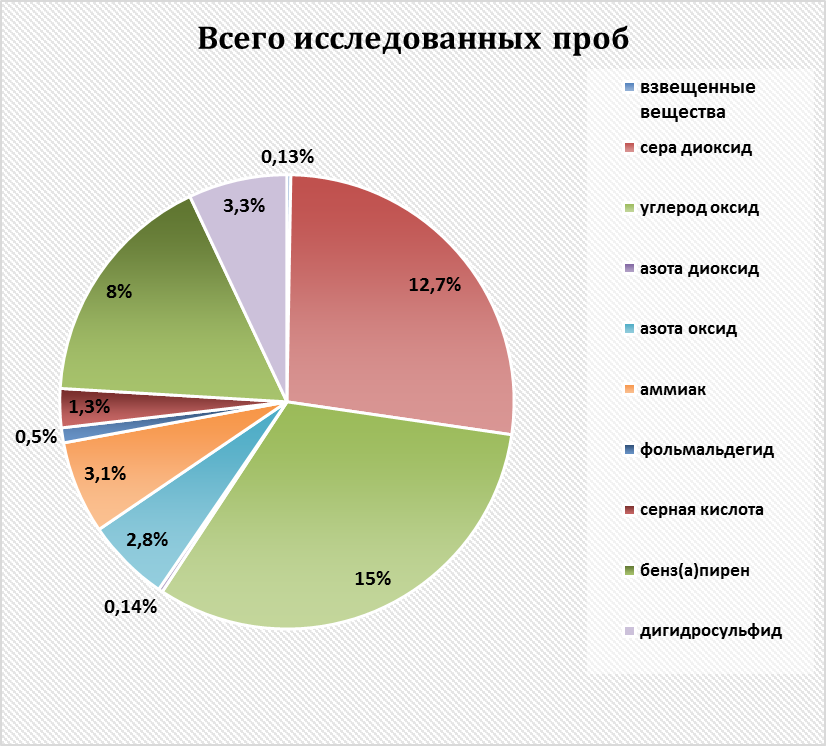 Всего исследованных проб
0,13%
12,7%
15%
0,14%
2,8%
3,1%
0,5%
1,3%
8%
3,3%
взвещенные
вещества
сера диоксид
углерод оксид
азота диоксид
азота оксид
аммиак
фольмальдегид
серная кислота
бенз(а)пирен
дигидросульфид